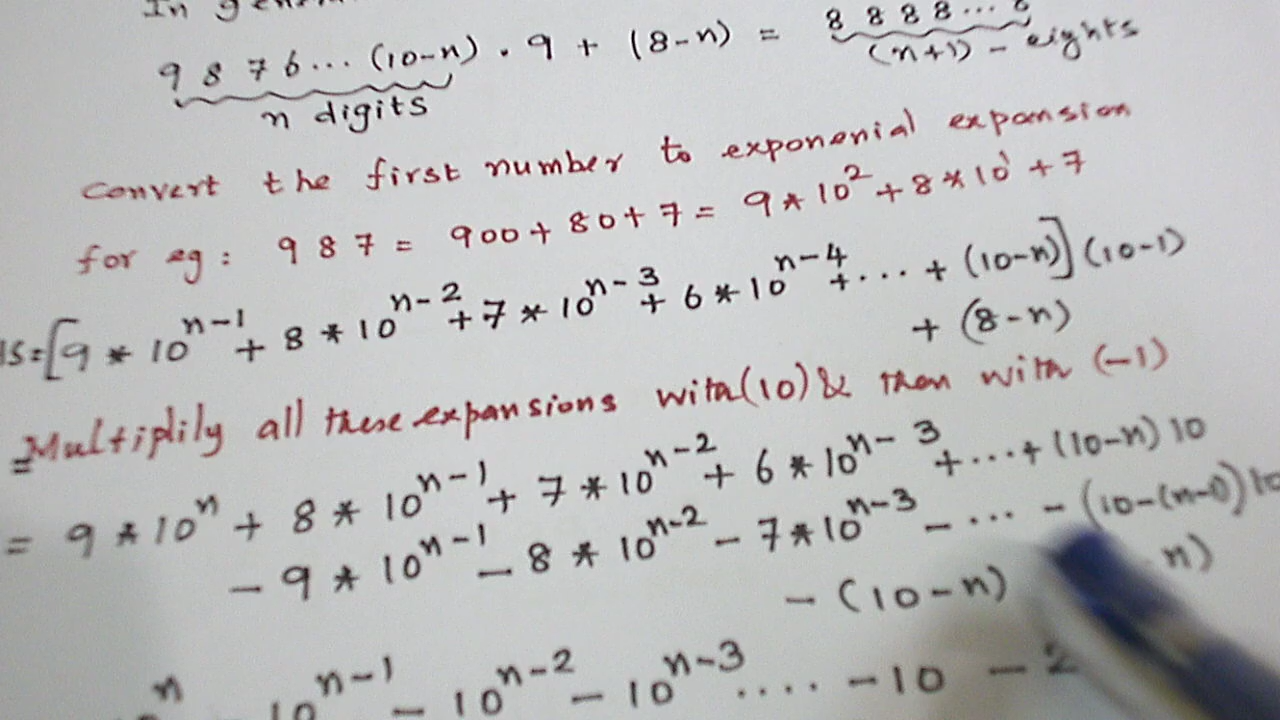 In
9 8 7 6 ... (10-n) . 9 + (8-n) = 8 8 8 8 ... 8
n digits (n+1) - eights
Convert the first number to exponenial expansion
for eg : 9 8 7 = 900 + 80 + 7 = 9*10^2 + 8*10^1 + 7
=[9*10^{n-1} + 8*10^{n-2} + 7*10^{n-3} + 6*10^{n-4} + ... + (10-n)](10-1)
+ (8-n)
=Multiplily all these expansions with (10) & then with (-1)
= 9*10^n + 8*10^{n-1} + 7*10^{n-2} + 6*10^{n-3} + ... + (10-n)10
- 9*10^{n-1} - 8*10^{n-2} - 7*10^{n-3} - ... - (10-(n-1))10
- (10-n) n)
n 10^{n-1} - 10^{n-2} - 10^{n-3} .... -10 - 2